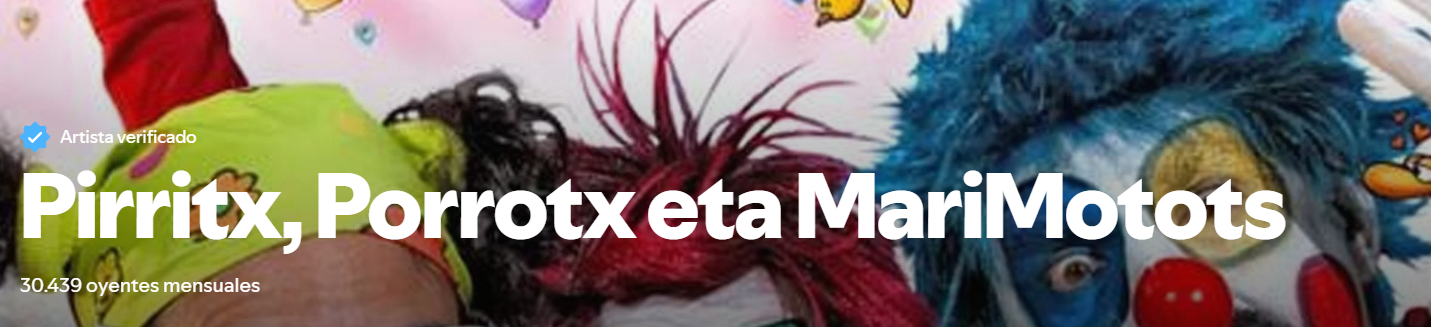 Artista verificado
Pirritx, Porrotx eta MariMotots
30.439 oyentes mensuales